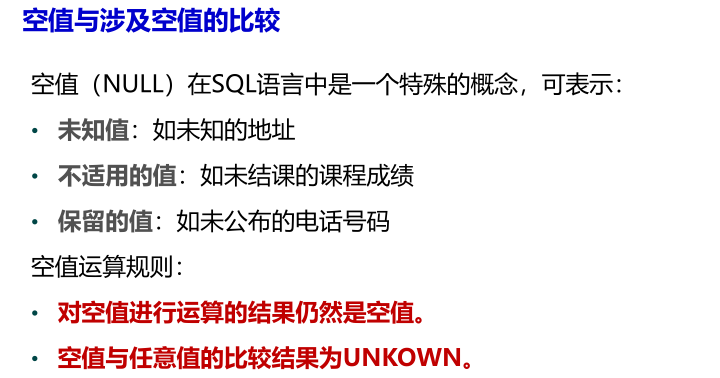 空值与涉及空值的比较
空值（NULL）在SQL语言中是一个特殊的概念，可表示：
• 未知值：如未知的地址
• 不适用的值：如未结课的课程成绩
• 保留的值：如未公布的电话号码
空值运算规则：
• 对空值进行运算的结果仍然是空值。
• 空值与任意值的比较结果为UNKOWN。